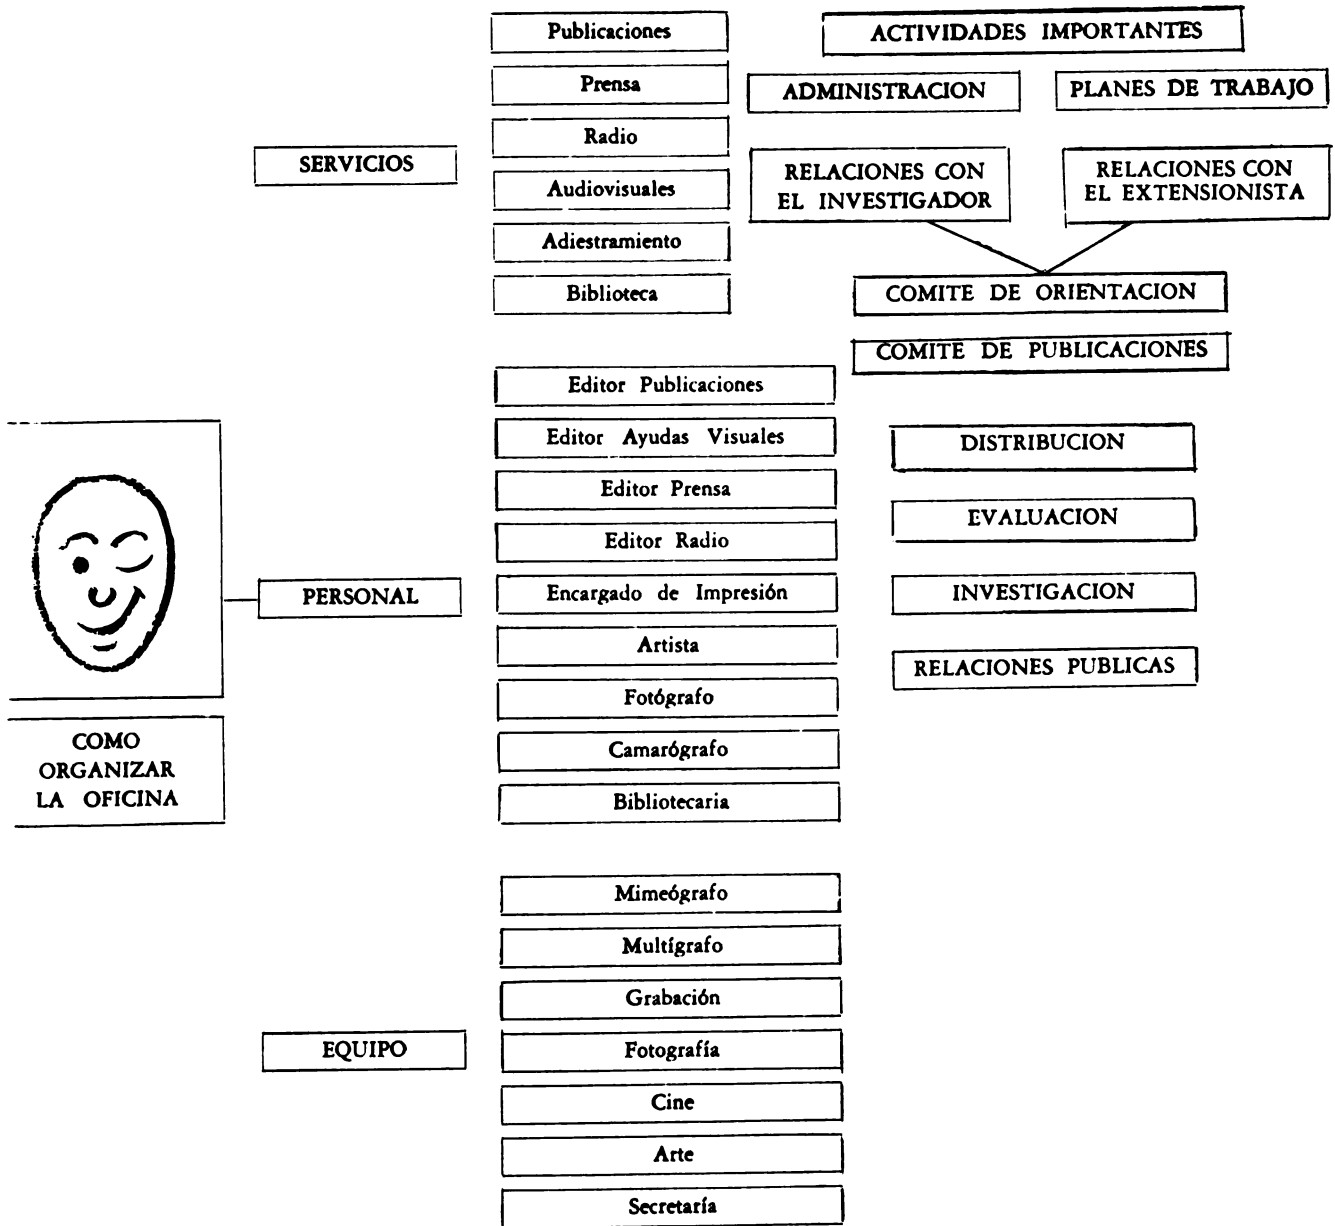 COMO
ORGANIZAR
LA OFICINA
SERVICIOS
Publicaciones
Prensa
Radio
Audiovisuales
Adiestramiento
Biblioteca
PERSONAL
Editor Publicaciones
Editor Ayudas Visuales
Editor Prensa
Editor Radio
Encargado de Impresión
Artista
Fotógrafo
Camarógrafo
Bibliotecaria
EQUIPO
Mimeógrafo
Multígrafo
Grabación
Fotografía
Cine
Arte
Secretaría
ACTIVIDADES IMPORTANTES
ADMINISTRACION
PLANES DE TRABAJO
RELACIONES CON
EL INVESTIGADOR
RELACIONES CON
EL EXTENSIONISTA
COMITE DE ORIENTACION
COMITE DE PUBLICACIONES
DISTRIBUCION
EVALUACION
INVESTIGACION
RELACIONES PUBLICAS